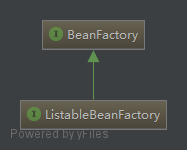 I BeanFactory
I ListableBeanFactory
Powered by yFiles